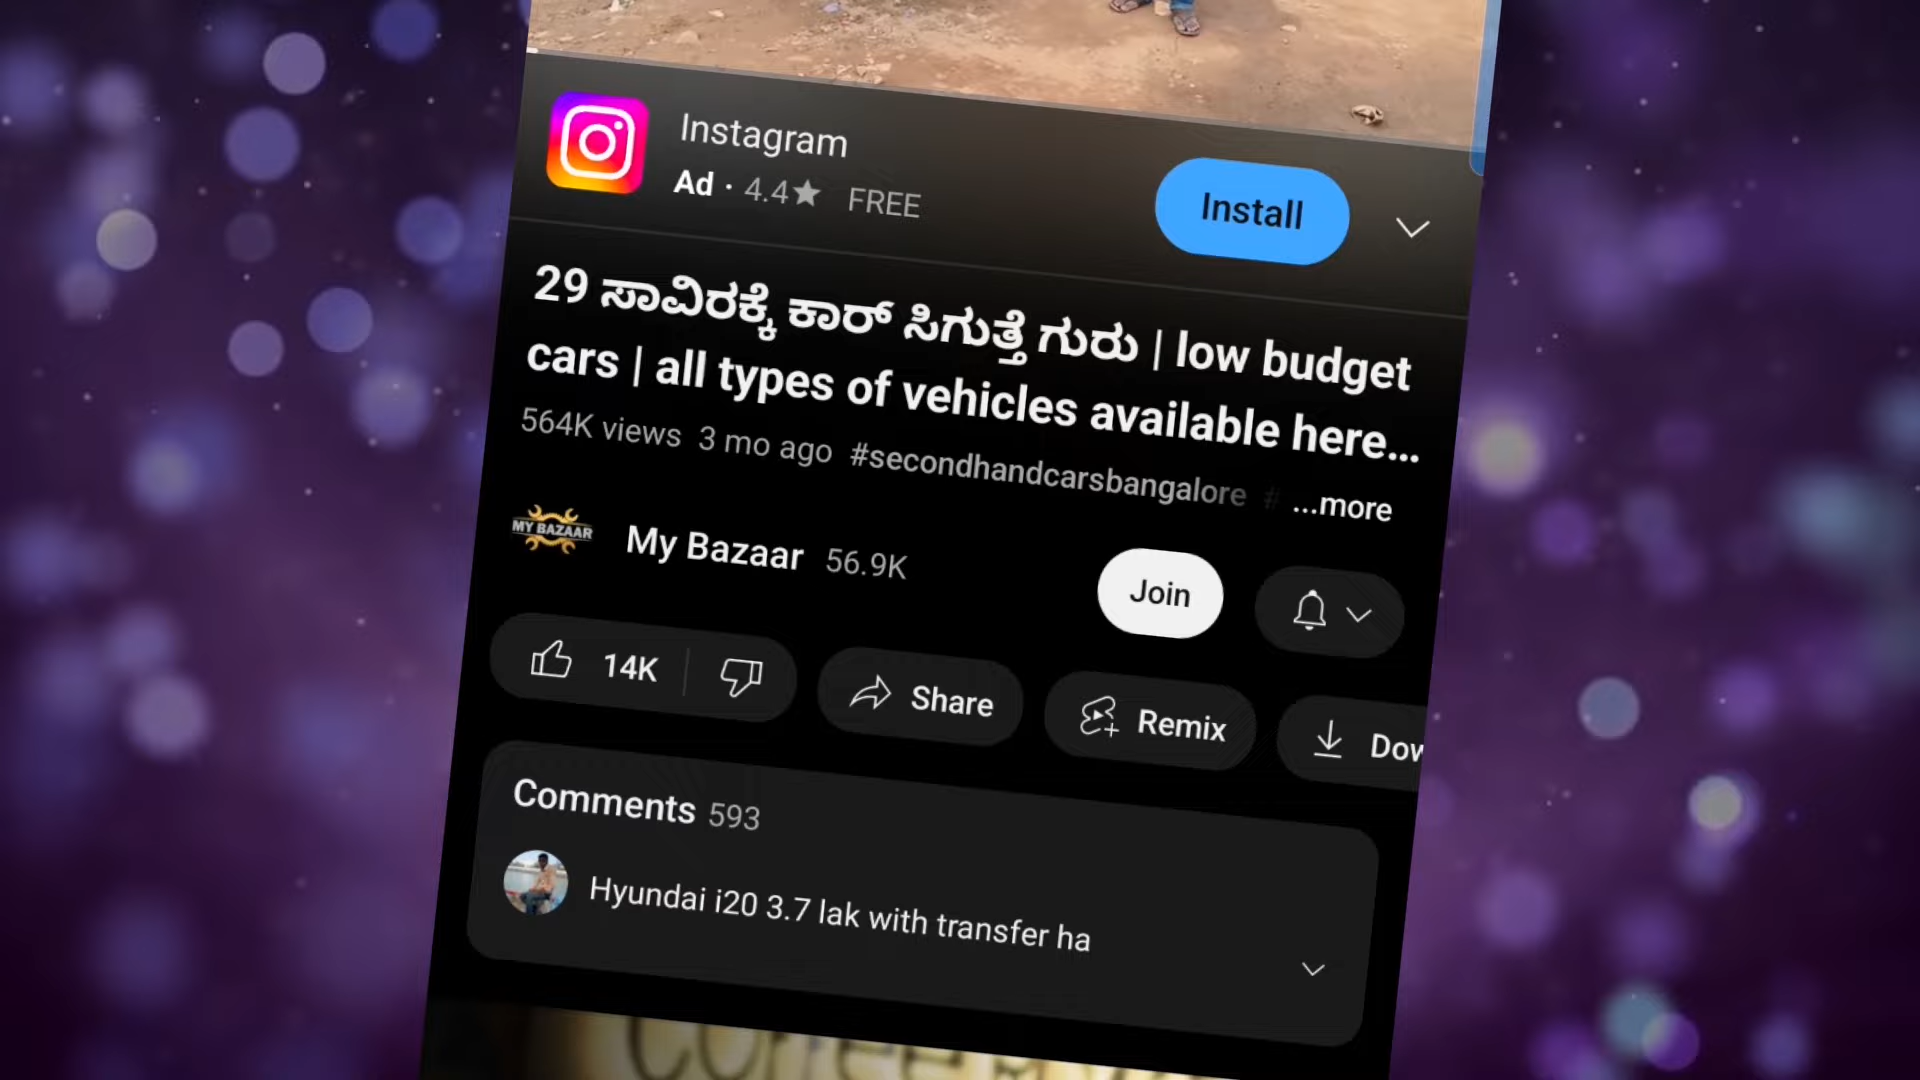 Instagram
Ad · 4.4★ FREE
Install
29 ಸಾವಿರಕ್ಕೆ ಕಾರ್ ಸಿಗುತ್ತೆ ಗುರು | low budget
cars | all types of vehicles available here...
564K views 3 mo ago #secondhandcarsbangalore # ...more
MY BAZAAR
My Bazaar 56.9K
Join
14K
Share
Remix
Dow
Comments 593
Hyundai i20 3.7 lak with transfer ha